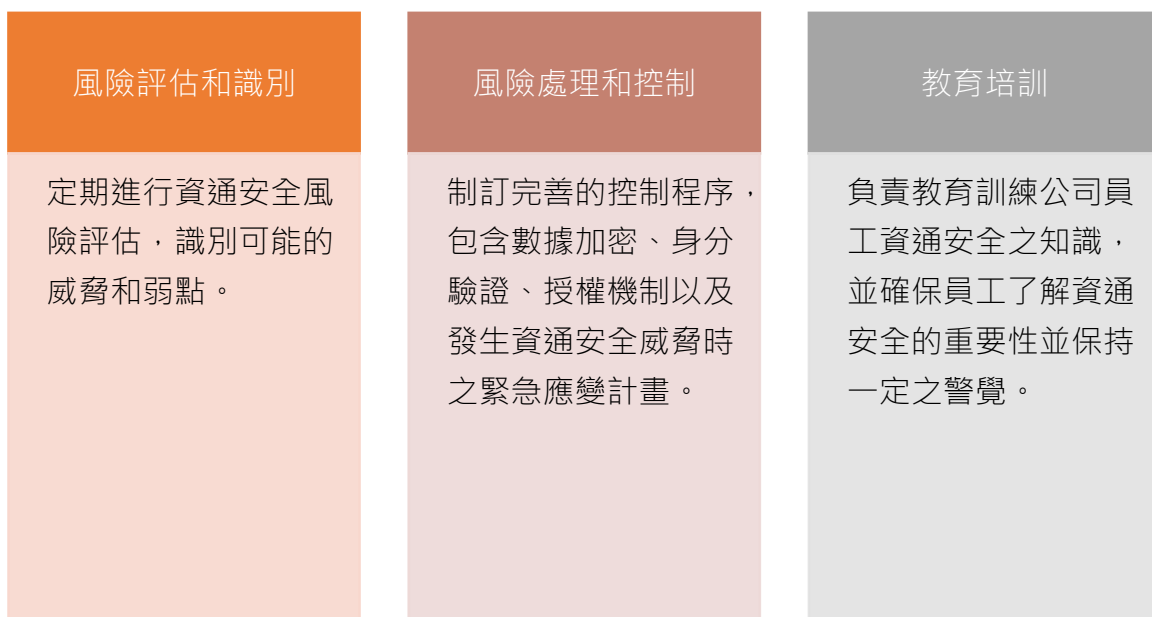 風險評估和識別
定期進行資通安全風
險評估，識別可能的
威脅和弱點。
風險處理和控制
制訂完善的控制程序，
包含數據加密、身分
驗證、授權機制以及
發生資通安全威脅時
之緊急應變計畫。
教育培訓
負責教育訓練公司員
工資通安全之知識，
並確保員工了解資通
安全的重要性並保持
一定之警覺。